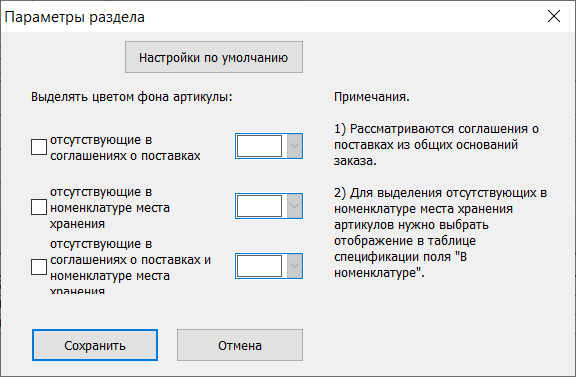 Параметры раздела
Настройки по умолчанию
Выделять цветом фона артикулы:
отсутствующие в
соглашениях о поставках
отсутствующие в
номенклатуре места
хранения
отсутствующие в
соглашениях о поставках и
номенклатуре места
хранения
Примечания.
1) Рассматриваются соглашения о
поставках из общих оснований
заказа.
2) Для выделения отсутствующих в
номенклатуре места хранения
артикулов нужно выбрать
отображение в таблице
спецификации поля "В
номенклатуре".
Сохранить
Отмена